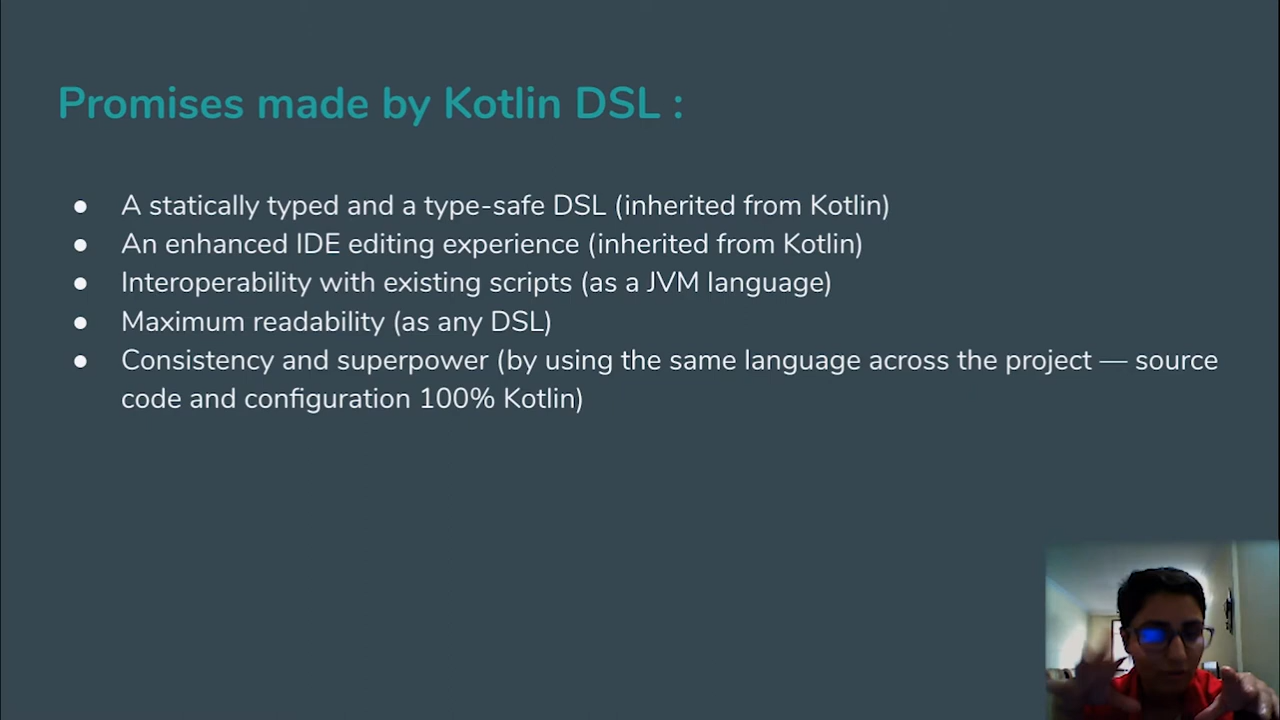 Promises made by Kotlin DSL :
● A statically typed and a type-safe DSL (inherited from Kotlin)
● An enhanced IDE editing experience (inherited from Kotlin)
● Interoperability with existing scripts (as a JVM language)
● Maximum readability (as any DSL)
● Consistency and superpower (by using the same language across the project — source
code and configuration 100% Kotlin)